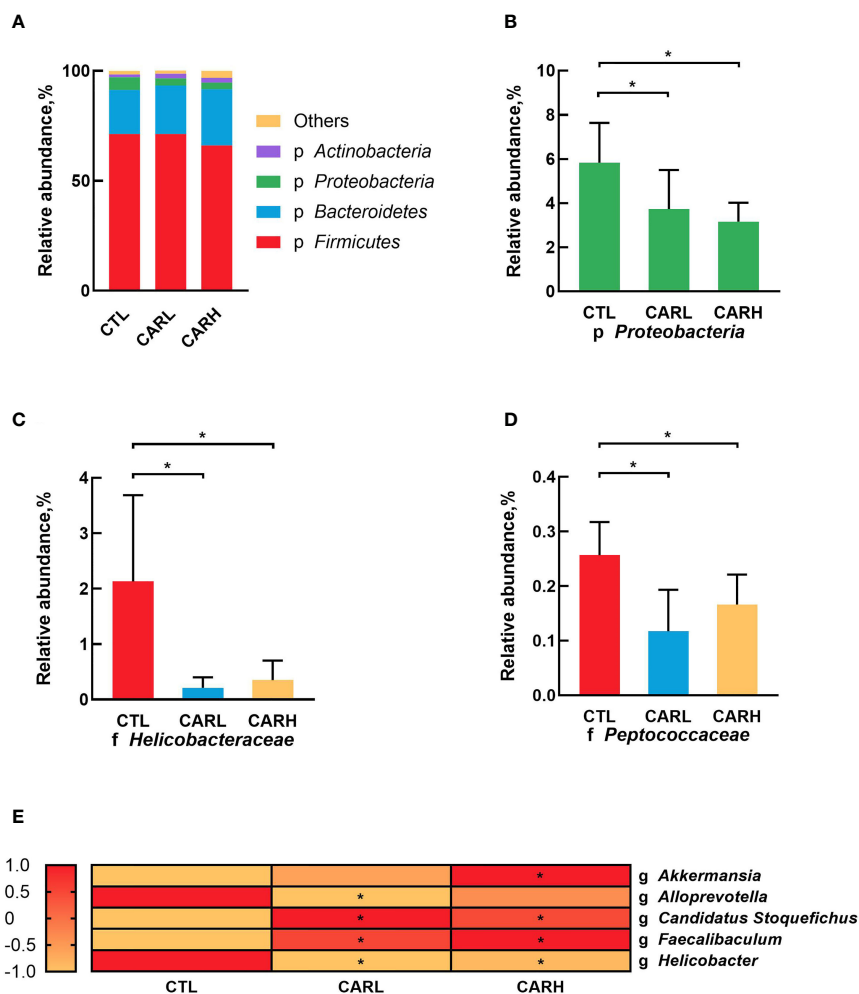 A
Relative abundance,%
100
50
0
CTL
CARL
CARH
Others
p Actinobacteria
p Proteobacteria
p Bacteroidetes
p Firmicutes
B
Relative abundance,%
10
8
6
4
2
0
*
*
CTL CARL CARH
p Proteobacteria
C
Relative abundance,%
4
3
2
1
0
*
*
CTL CARL CARH
f Helicobacteraceae
D
Relative abundance,%
0.4
0.3
0.2
0.1
0.0
*
*
CTL CARL CARH
f Peptococcaceae
E
1.0
0.5
0
-0.5
-1.0
* g Akkermansia
* g Alloprevotella
* * g Candidatus Stoquefichus
* * g Faecalibaculum
* * g Helicobacter
CTL CARL CARH